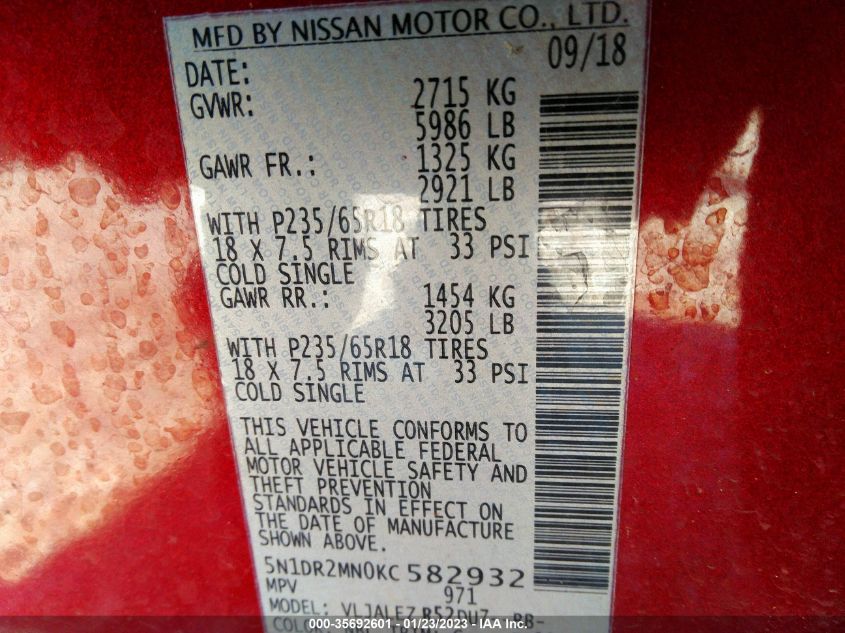 MFD BY NISSAN MOTOR CO., LTD.
DATE: 09/18
GVWR: 2715 KG
5986 LB
GAWR FR.: 1325 KG
2921 LB
WITH P235/65R18 TIRES
18 X 7.5 RIMS AT 33 PSI
COLD SINGLE
GAWR RR.: 1454 KG
3205 LB
WITH P235/65R18 TIRES
18 X 7.5 RIMS AT 33 PSI
COLD SINGLE
THIS VEHICLE CONFORMS TO
ALL APPLICABLE FEDERAL
MOTOR VEHICLE SAFETY AND
THEFT PREVENTION
STANDARDS IN EFFECT ON
THE DATE OF MANUFACTURE
SHOWN ABOVE.
5N1DR2MN0KC582932
MPV 971
MODEL:
COLOR:
000-35692601 - 01/23/2023 - IAA Inc.